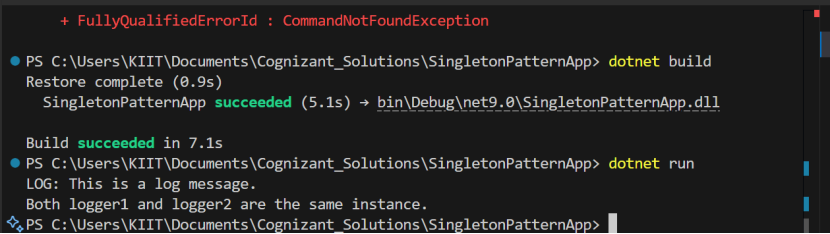 + FullyQualifiedErrorId : CommandNotFoundException
PS C:\Users\KIIT\Documents\Cognizant_Solutions\SingletonPatternApp> dotnet build
Restore complete (0.9s)
SingletonPatternApp succeeded (5.1s) → bin\Debug\net9.0\SingletonPatternApp.dll
Build succeeded in 7.1s
PS C:\Users\KIIT\Documents\Cognizant_Solutions\SingletonPatternApp> dotnet run
LOG: This is a log message.
Both logger1 and logger2 are the same instance.
PS C:\Users\KIIT\Documents\Cognizant_Solutions\SingletonPatternApp>